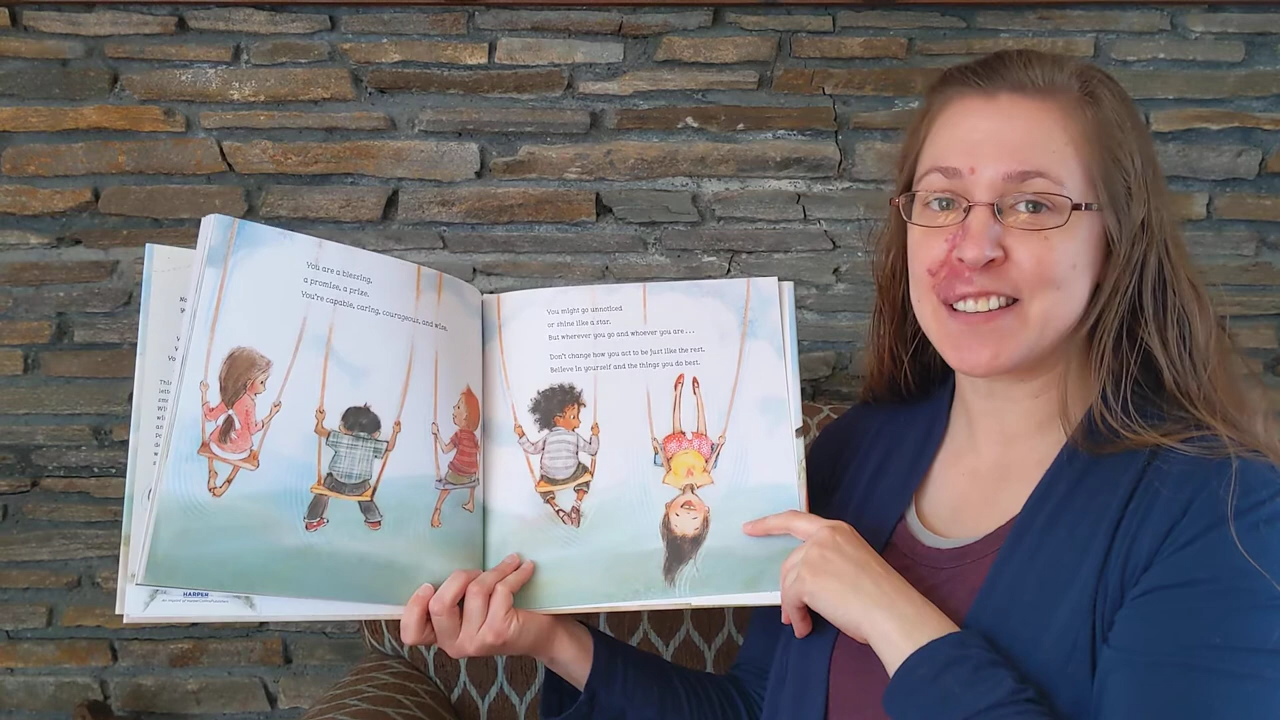 You are a blessing,
a promise, a prize.
You're capable, caring, courageous, and wise.
You might go unnoticed
or shine like a star.
But wherever you go and whoever you are...
Don't change how you act to be just like the rest.
Believe in yourself and the things you do best.
HARPER